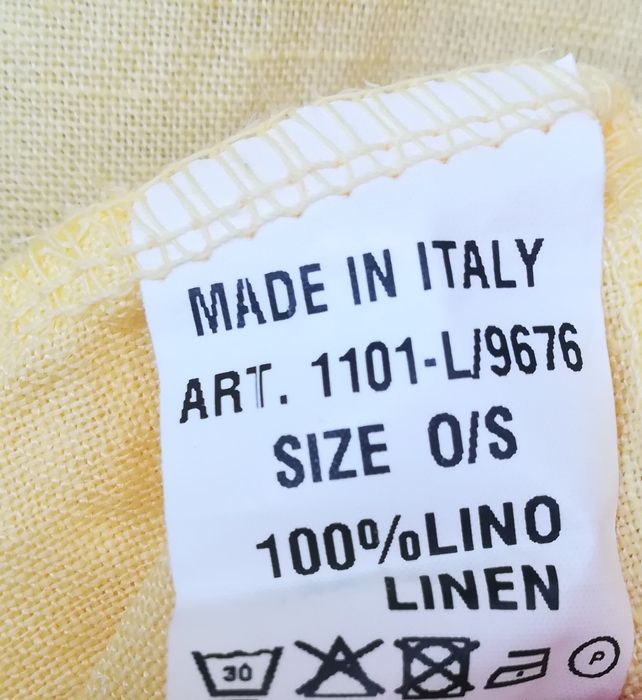 MADE IN ITALY
ART. 1101-L/9676
SIZE O/S
100%LINO
LINEN
30 P